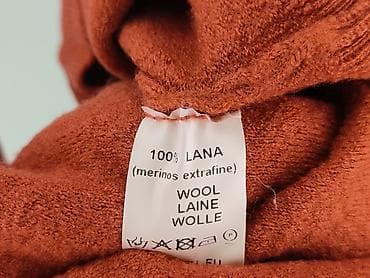 100% LANA
(merinos extrafine)
WOOL
LAINE
WOLLE